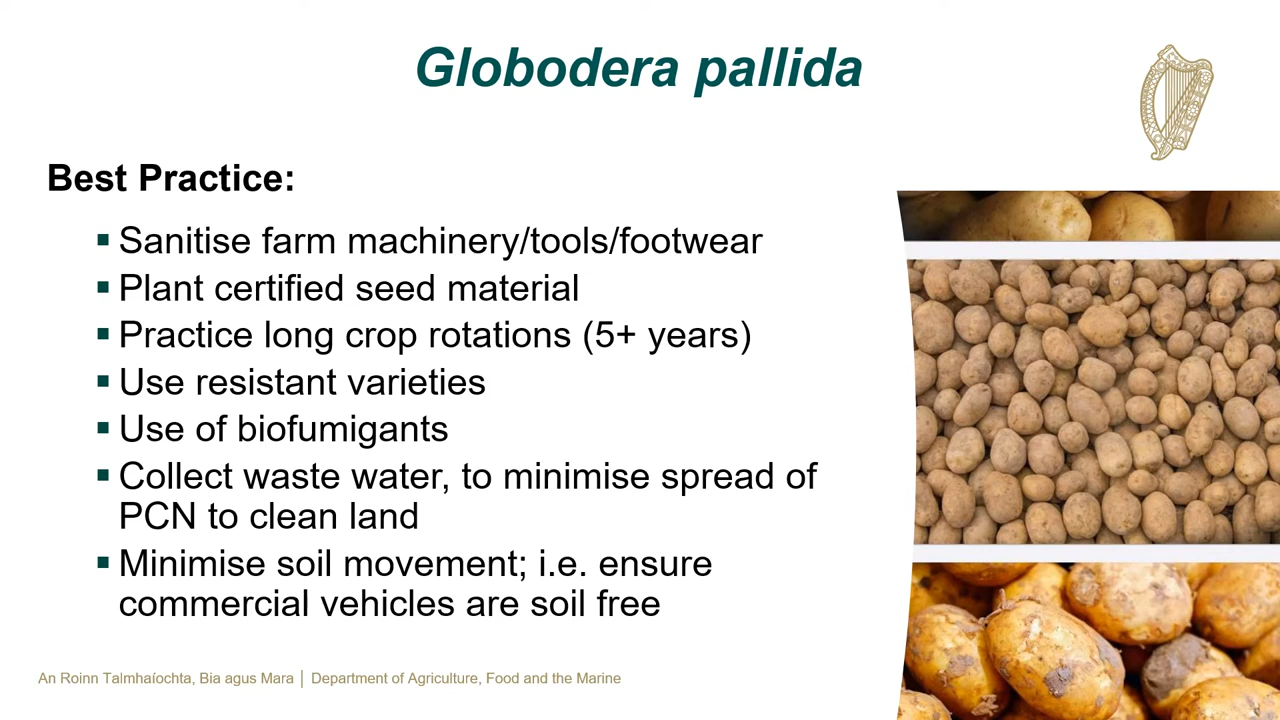 Globodera pallida
Best Practice:
▪ Sanitise farm machinery/tools/footwear
▪ Plant certified seed material
▪ Practice long crop rotations (5+ years)
▪ Use resistant varieties
▪ Use of biofumigants
▪ Collect waste water, to minimise spread of
PCN to clean land
▪ Minimise soil movement; i.e. ensure
commercial vehicles are soil free
An Roinn Talmhaíochta, Bia agus Mara │ Department of Agriculture, Food and the Marine